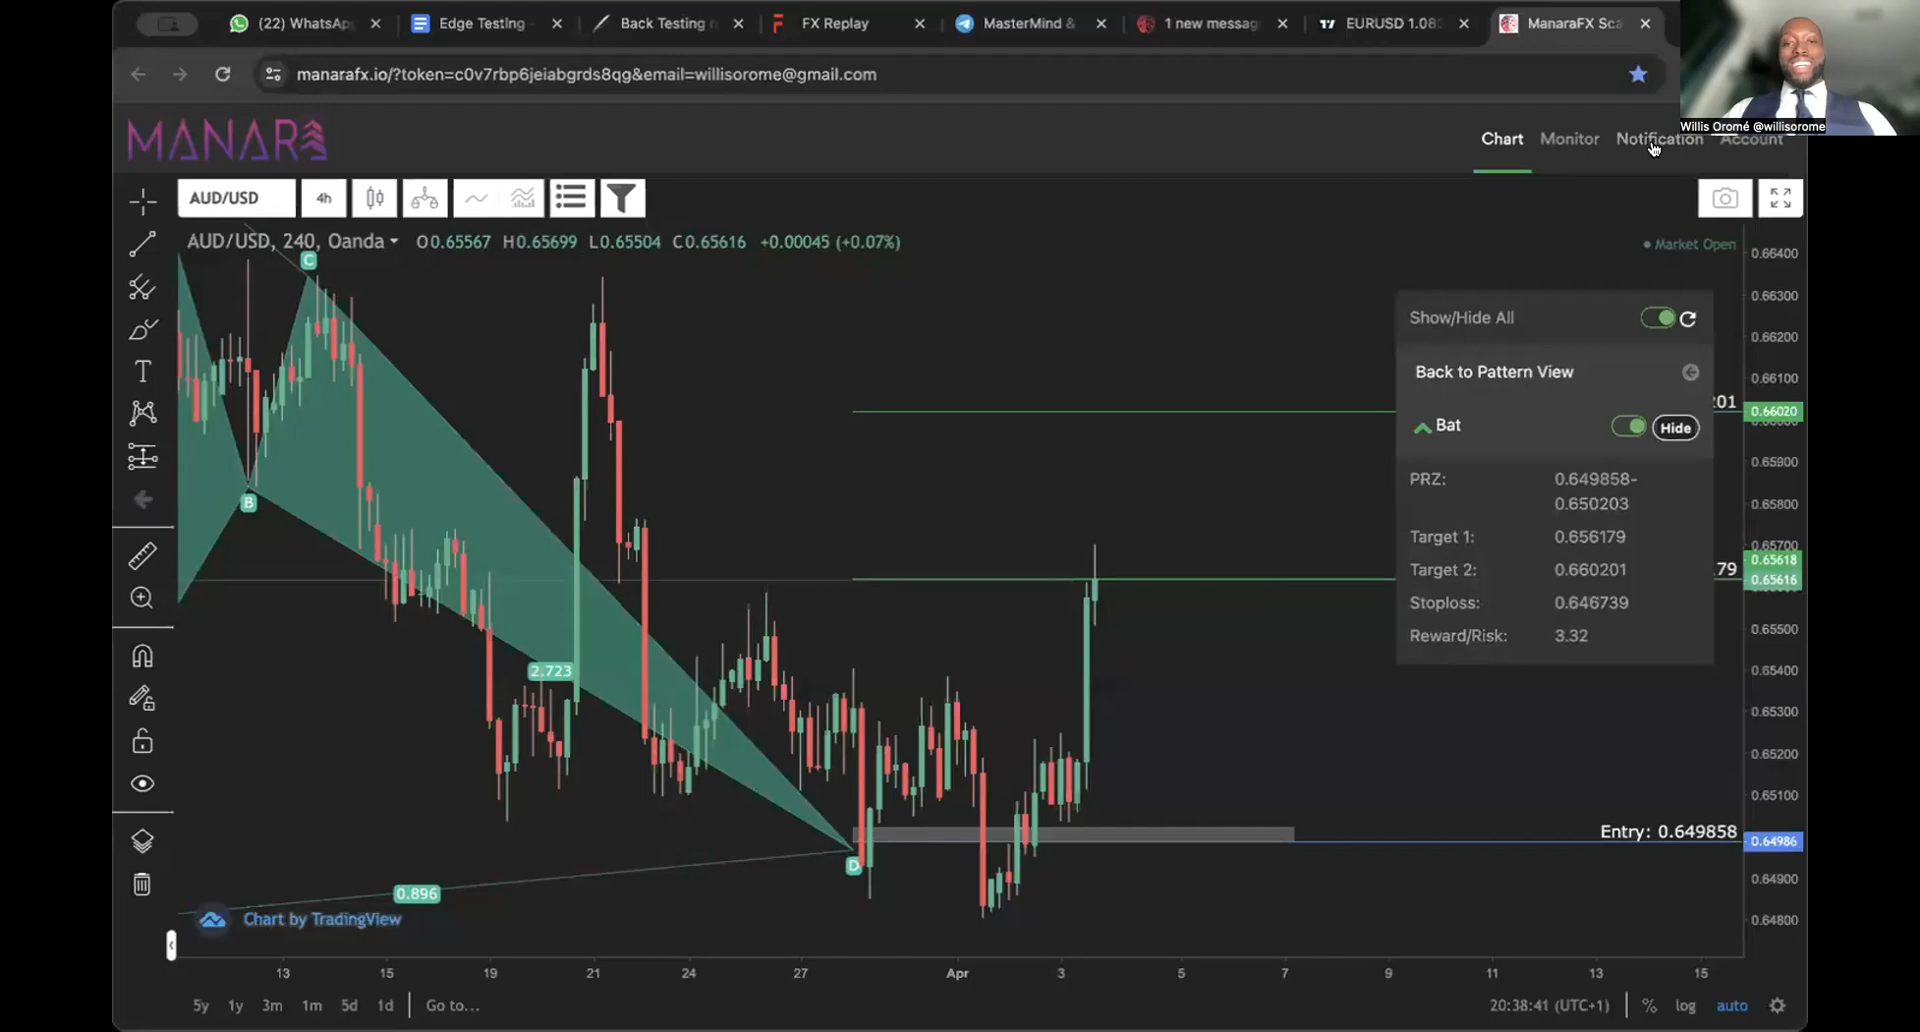 (22) WhatsAp
Edge Testing
Back Testing
FX Replay
MasterMind &
1 new messag
EURUSD 1.08
ManaraFX Sca
manarafx.io/?token=c0v7rbp6jeiabgrds8qg&email=willisorome@gmail.com
Willis Oromé @willisorome
MANARA
Chart
Monitor
Notification
Account
AUD/USD
4h
AUD/USD, 240, Oanda
O0.65567 H0.65699 L0.65504 C0.65616 +0.00045 (+0.07%)
Market Open
C
B
2.723
D
0.896
Chart by TradingView
Show/Hide All
Back to Pattern View
Bat
Hide
PRZ: 0.649858-
0.650203
Target 1: 0.656179
Target 2: 0.660201
Stoploss: 0.646739
Reward/Risk: 3.32
Entry: 0.649858
0.66400
0.66300
0.66200
0.66100
01
0.66020
0.65900
0.65800
0.65700
0.65618
79
0.65616
0.65500
0.65400
0.65300
0.65200
0.65100
0.64986
0.64900
0.64800
13 15 19 21 24 27 Apr 3 5 7 9 11 13 15
5y 1y 3m 1m 5d 1d Go to...
20:38:41 (UTC+1) % log auto